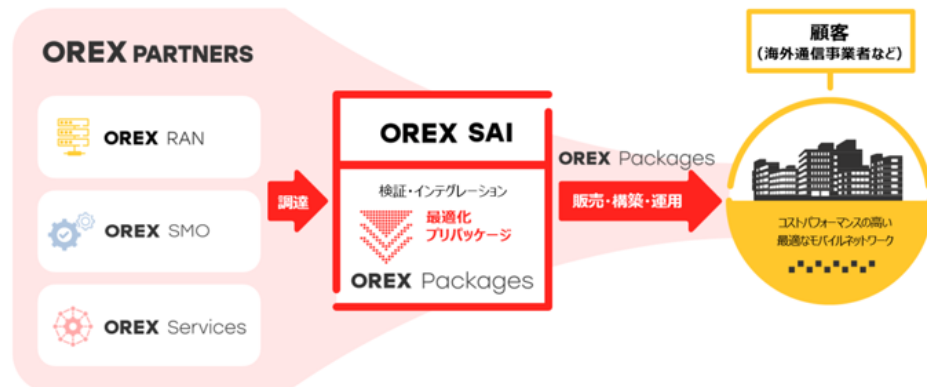 OREX PARTNERS
OREX RAN
OREX SMO
OREX Services
調達
OREX SAI
検証・インテグレーション
最適化
プリパッケージ
OREX Packages
OREX Packages
販売・構築・運用
顧客
(海外通信事業者など)
コストパフォーマンスの高い
最適なモバイルネットワーク